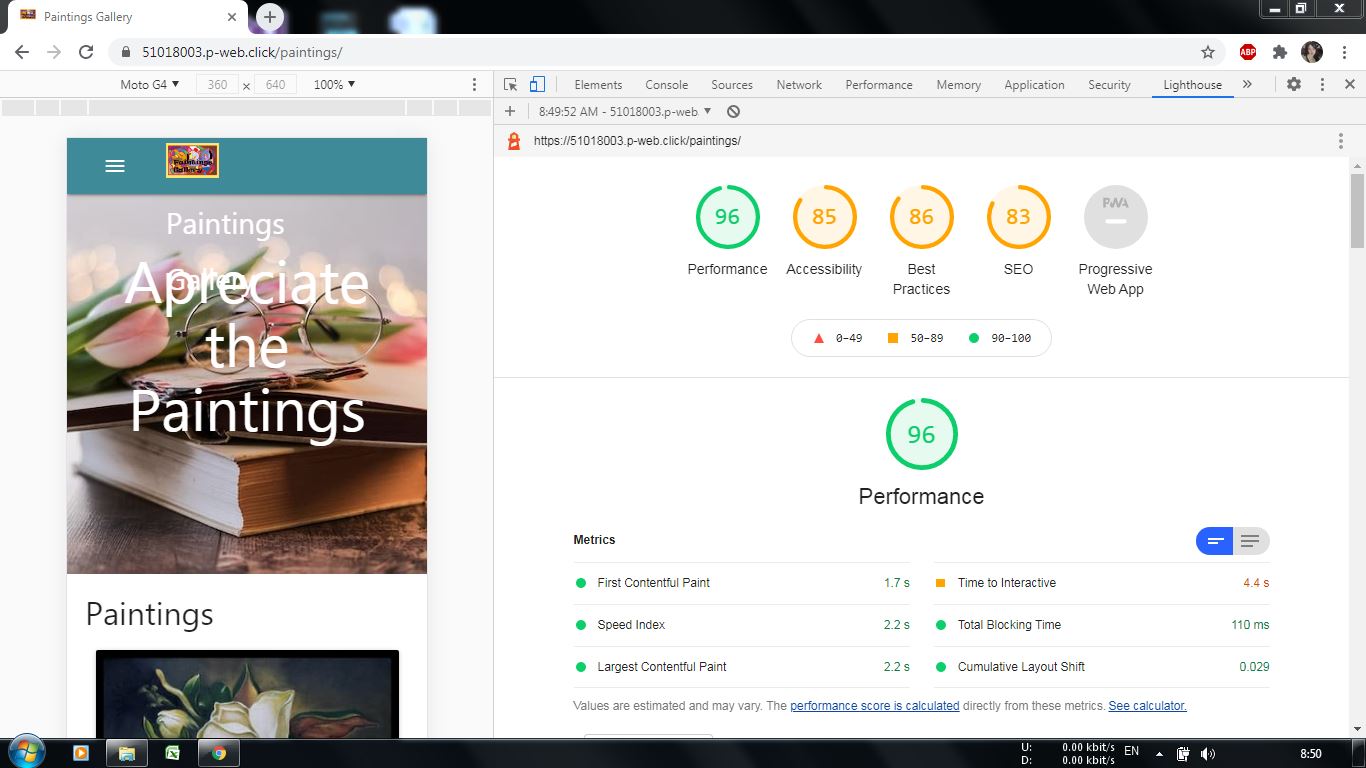 Paintings Gallery
51018003.p-web.click/paintings/
ABP
Moto G4 360 × 640 100%
Elements Console Sources Network Performance Memory Application Security Lighthouse
8:49:52 AM - 51018003.p-web.
https://51018003.p-web.click/paintings/
Paintings
Gallery
Paintings
Gallery
Apreciate
the
Paintings
Paintings
96 85 86 83 PWA
Performance Accessibility Best Practices SEO Progressive Web App
0–49 50–89 90–100
96
Performance
Metrics
First Contentful Paint 1.7 s
Time to Interactive 4.4 s
Speed Index 2.2 s
Total Blocking Time 110 ms
Largest Contentful Paint 2.2 s
Cumulative Layout Shift 0.029
Values are estimated and may vary. The performance score is calculated directly from these metrics. See calculator.
U: 0.00 kbit/s
D: 0.00 kbit/s
EN
8:50